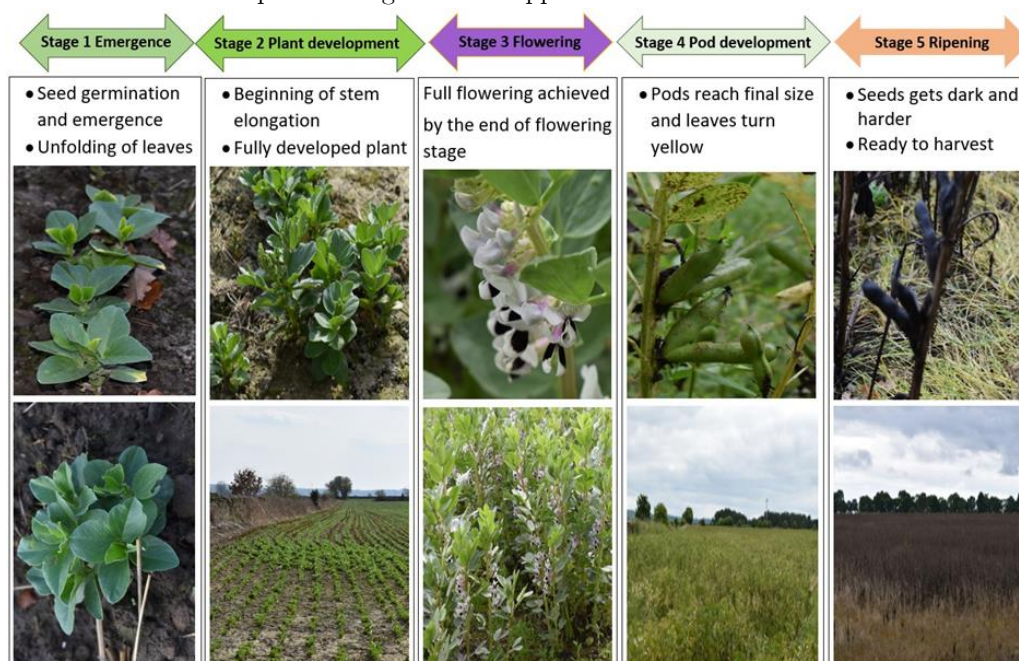 Stage 1 Emergence
Stage 2 Plant development
Stage 3 Flowering
Stage 4 Pod development
Stage 5 Ripening
• Seed germination
and emergence
• Unfolding of leaves
• Beginning of stem
elongation
• Fully developed plant
Full flowering achieved
by the end of flowering
stage
• Pods reach final size
and leaves turn
yellow
• Seeds gets dark and
harder
• Ready to harvest